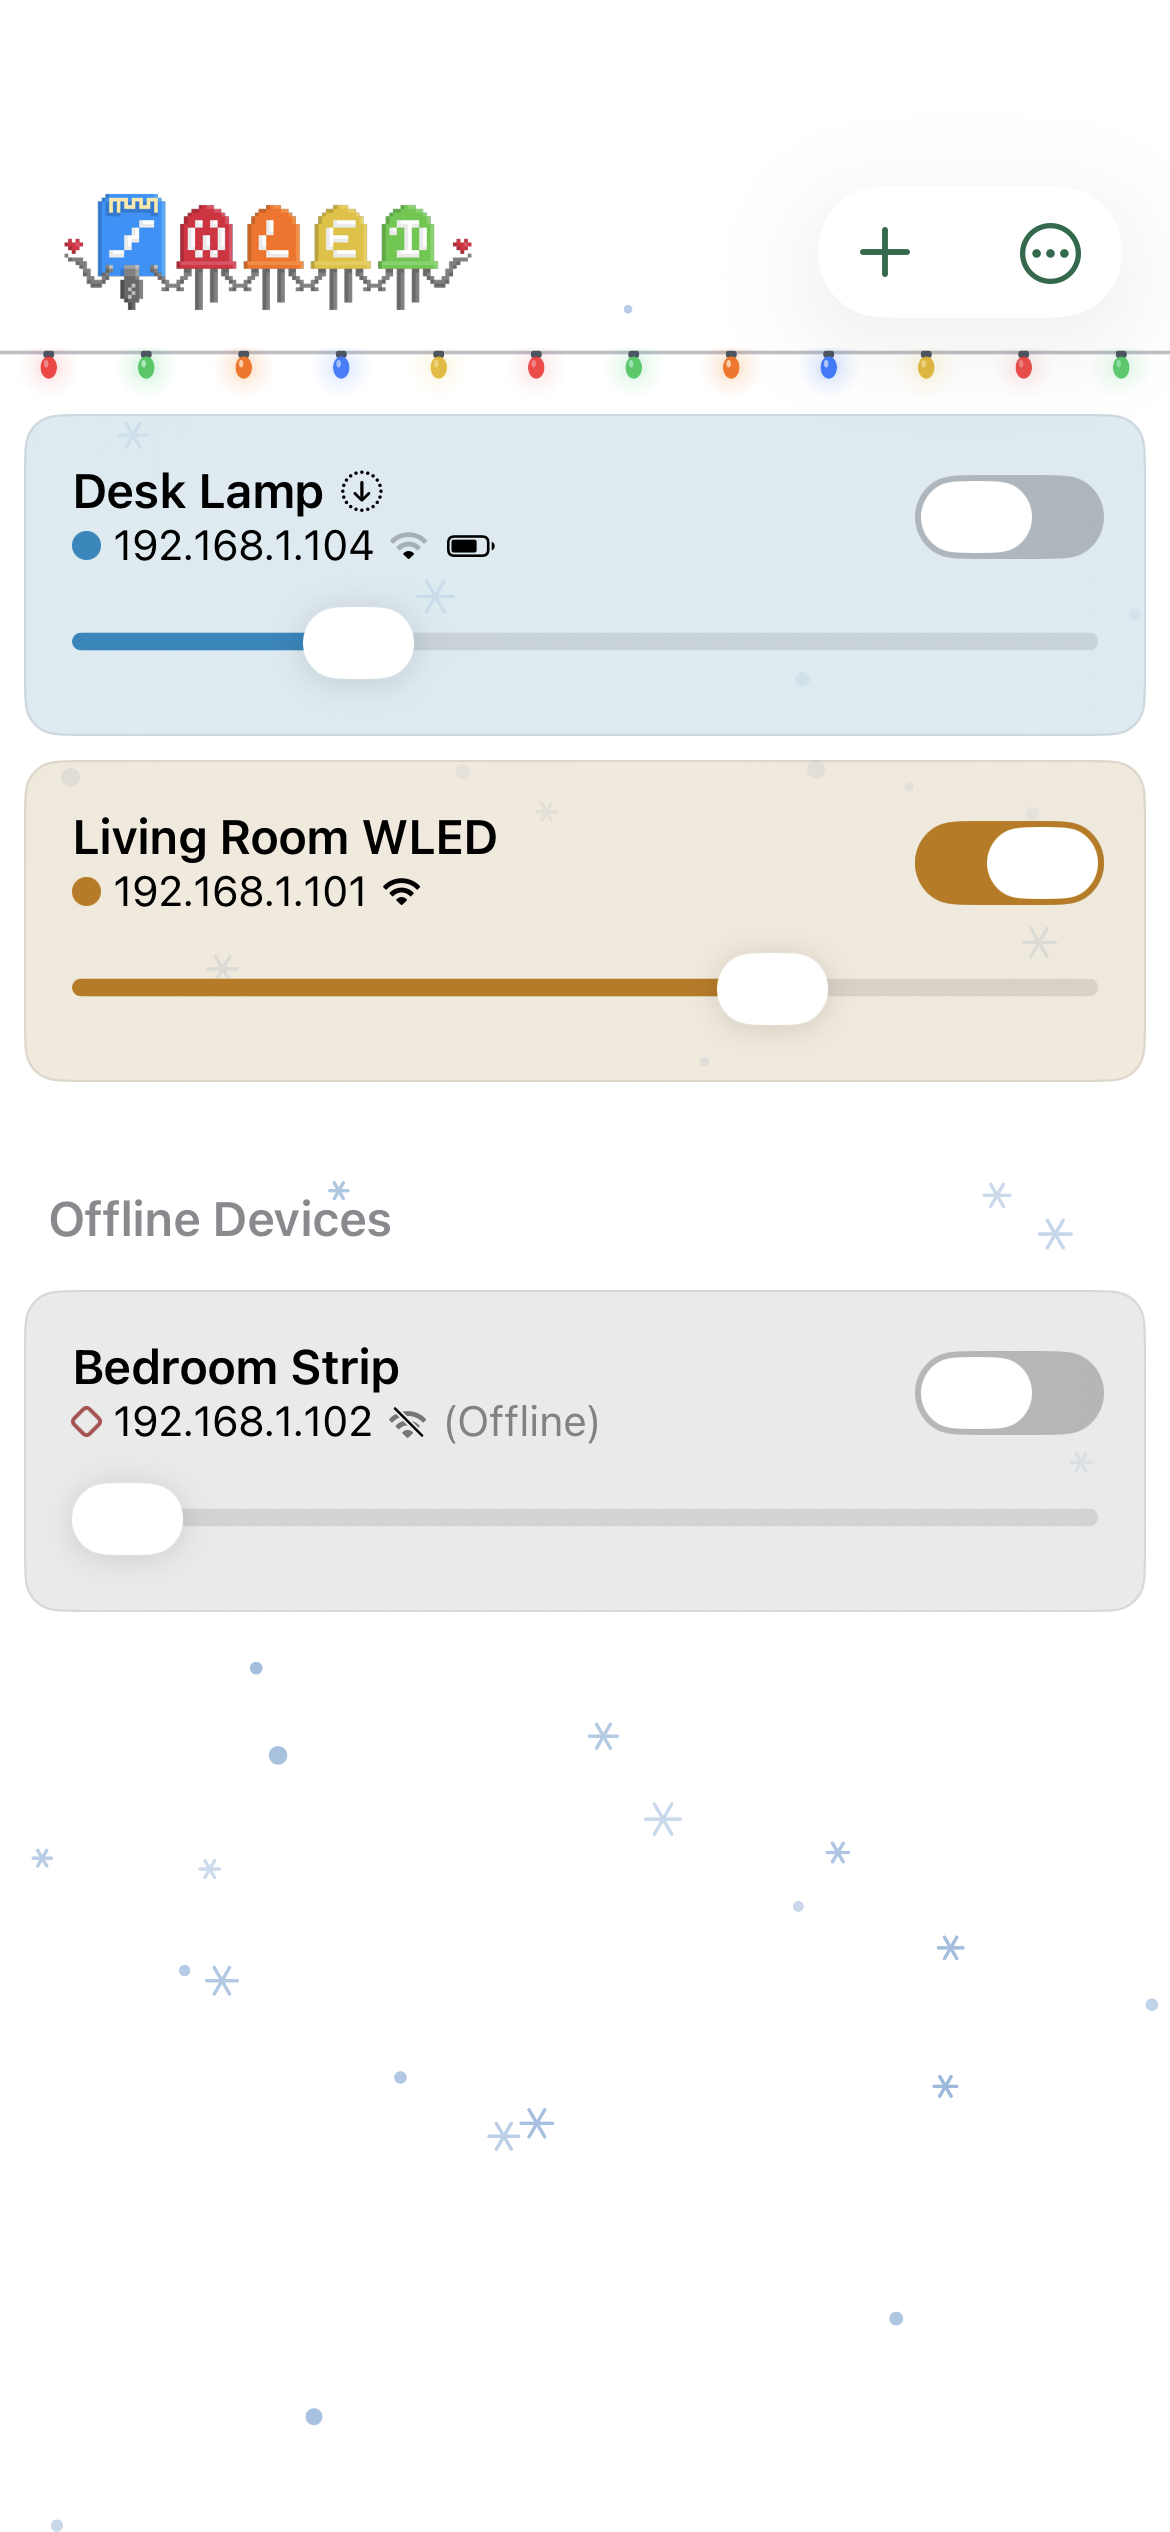 WLED
Desk Lamp
192.168.1.104
Living Room WLED
192.168.1.101
Offline Devices
Bedroom Strip
192.168.1.102 (Offline)